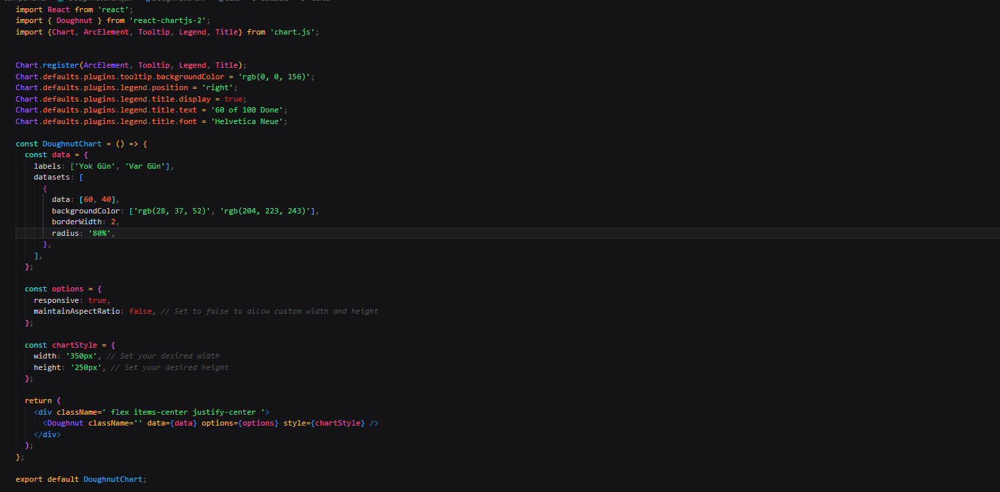 import React from 'react';
import { Doughnut } from 'react-chartjs-2';
import {Chart, ArcElement, Tooltip, Legend, Title} from 'chart.js';
Chart.register(ArcElement, Tooltip, Legend, Title);
Chart.defaults.plugins.tooltip.backgroundColor = 'rgb(0, 0, 156)';
Chart.defaults.plugins.legend.position = 'right';
Chart.defaults.plugins.legend.title.display = true;
Chart.defaults.plugins.legend.title.text = '60 of 100 Done';
Chart.defaults.plugins.legend.title.font = 'Helvetica Neue';
const DoughnutChart = () => {
const data = {
labels: ['Yok Gün', 'Var Gün'],
datasets: [
{
data: [60, 40],
backgroundColor: ['rgb(28, 37, 52)', 'rgb(204, 223, 243)'],
borderWidth: 2,
radius: '80%',
},
],
};
const options = {
responsive: true,
maintainAspectRatio: false, // Set to false to allow custom width and height
};
const chartStyle = {
width: '350px', // Set your desired width
height: '250px', // Set your desired height
};
return (
<div className=' flex items-center justify-center '>
<Doughnut className='' data={data} options={options} style={chartStyle} />
</div>
);
};
export default DoughnutChart;